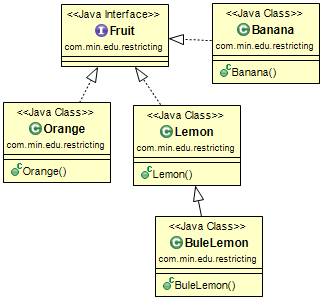 <<Java Interface>>
Fruit
com.min.edu.restricting
<<Java Class>>
Banana
com.min.edu.restricting
Banana()
<<Java Class>>
Orange
com.min.edu.restricting
Orange()
<<Java Class>>
Lemon
com.min.edu.restricting
Lemon()
<<Java Class>>
BuleLemon
com.min.edu.restricting
BuleLemon()